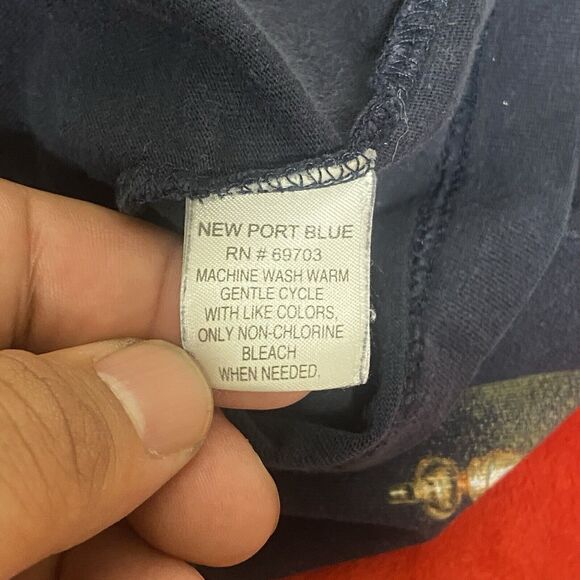 NEW PORT BLUE
RN # 69703
MACHINE WASH WARM
GENTLE CYCLE
WITH LIKE COLORS,
ONLY NON-CHLORINE
BLEACH
WHEN NEEDED.